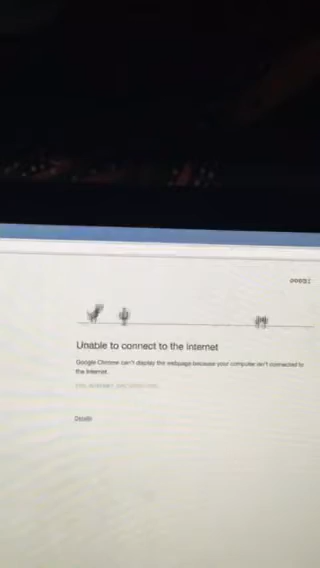 Unable to connect to the Internet
Google Chrome can't display the webpage because your computer isn't connected to
the Internet.
Details